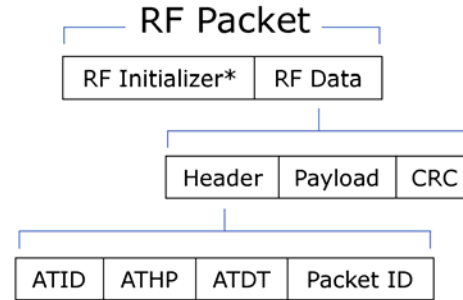 RF Packet
RF Initializer* RF Data
Header Payload CRC
ATID ATHP ATDT Packet ID